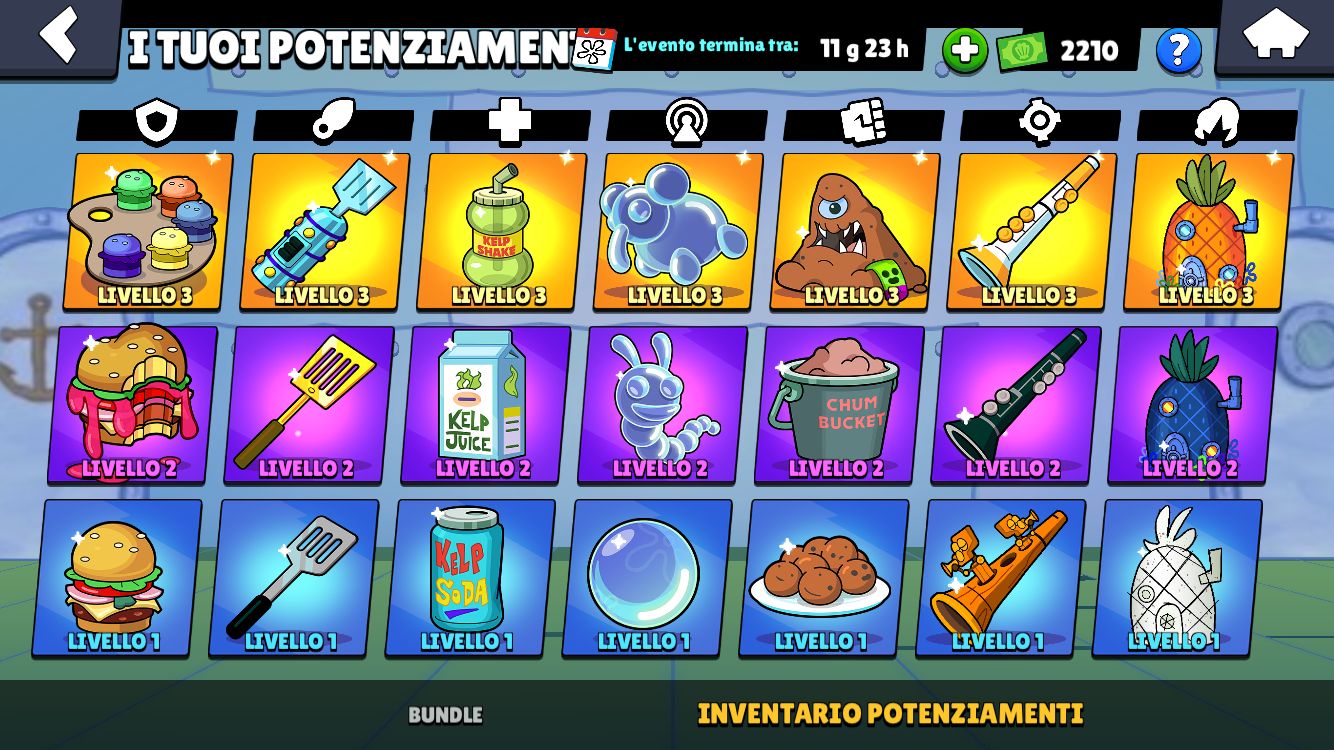 I TUOI POTENZIAMEN
L'evento termina tra: 11 g 23 h
2210
?
KELP
SHAKE
LIVELLO 3
LIVELLO 3
LIVELLO 3
LIVELLO 3
LIVELLO 3
LIVELLO 3
LIVELLO 3
KELP
JUICE
CHUM
BUCKET
LIVELLO 2
LIVELLO 2
LIVELLO 2
LIVELLO 2
LIVELLO 2
LIVELLO 2
LIVELLO 2
KELP
SODA
LIVELLO 1
LIVELLO 1
LIVELLO 1
LIVELLO 1
LIVELLO 1
LIVELLO 1
LIVELLO 1
BUNDLE
INVENTARIO POTENZIAMENTI